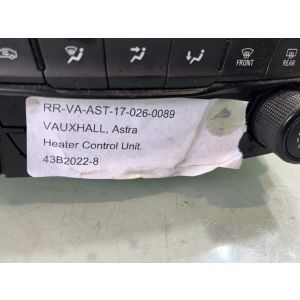 FRONT
REAR
RR-VA-AST-17-026-0089
VAUXHALL, Astra
Heater Control Unit
43B2022-8